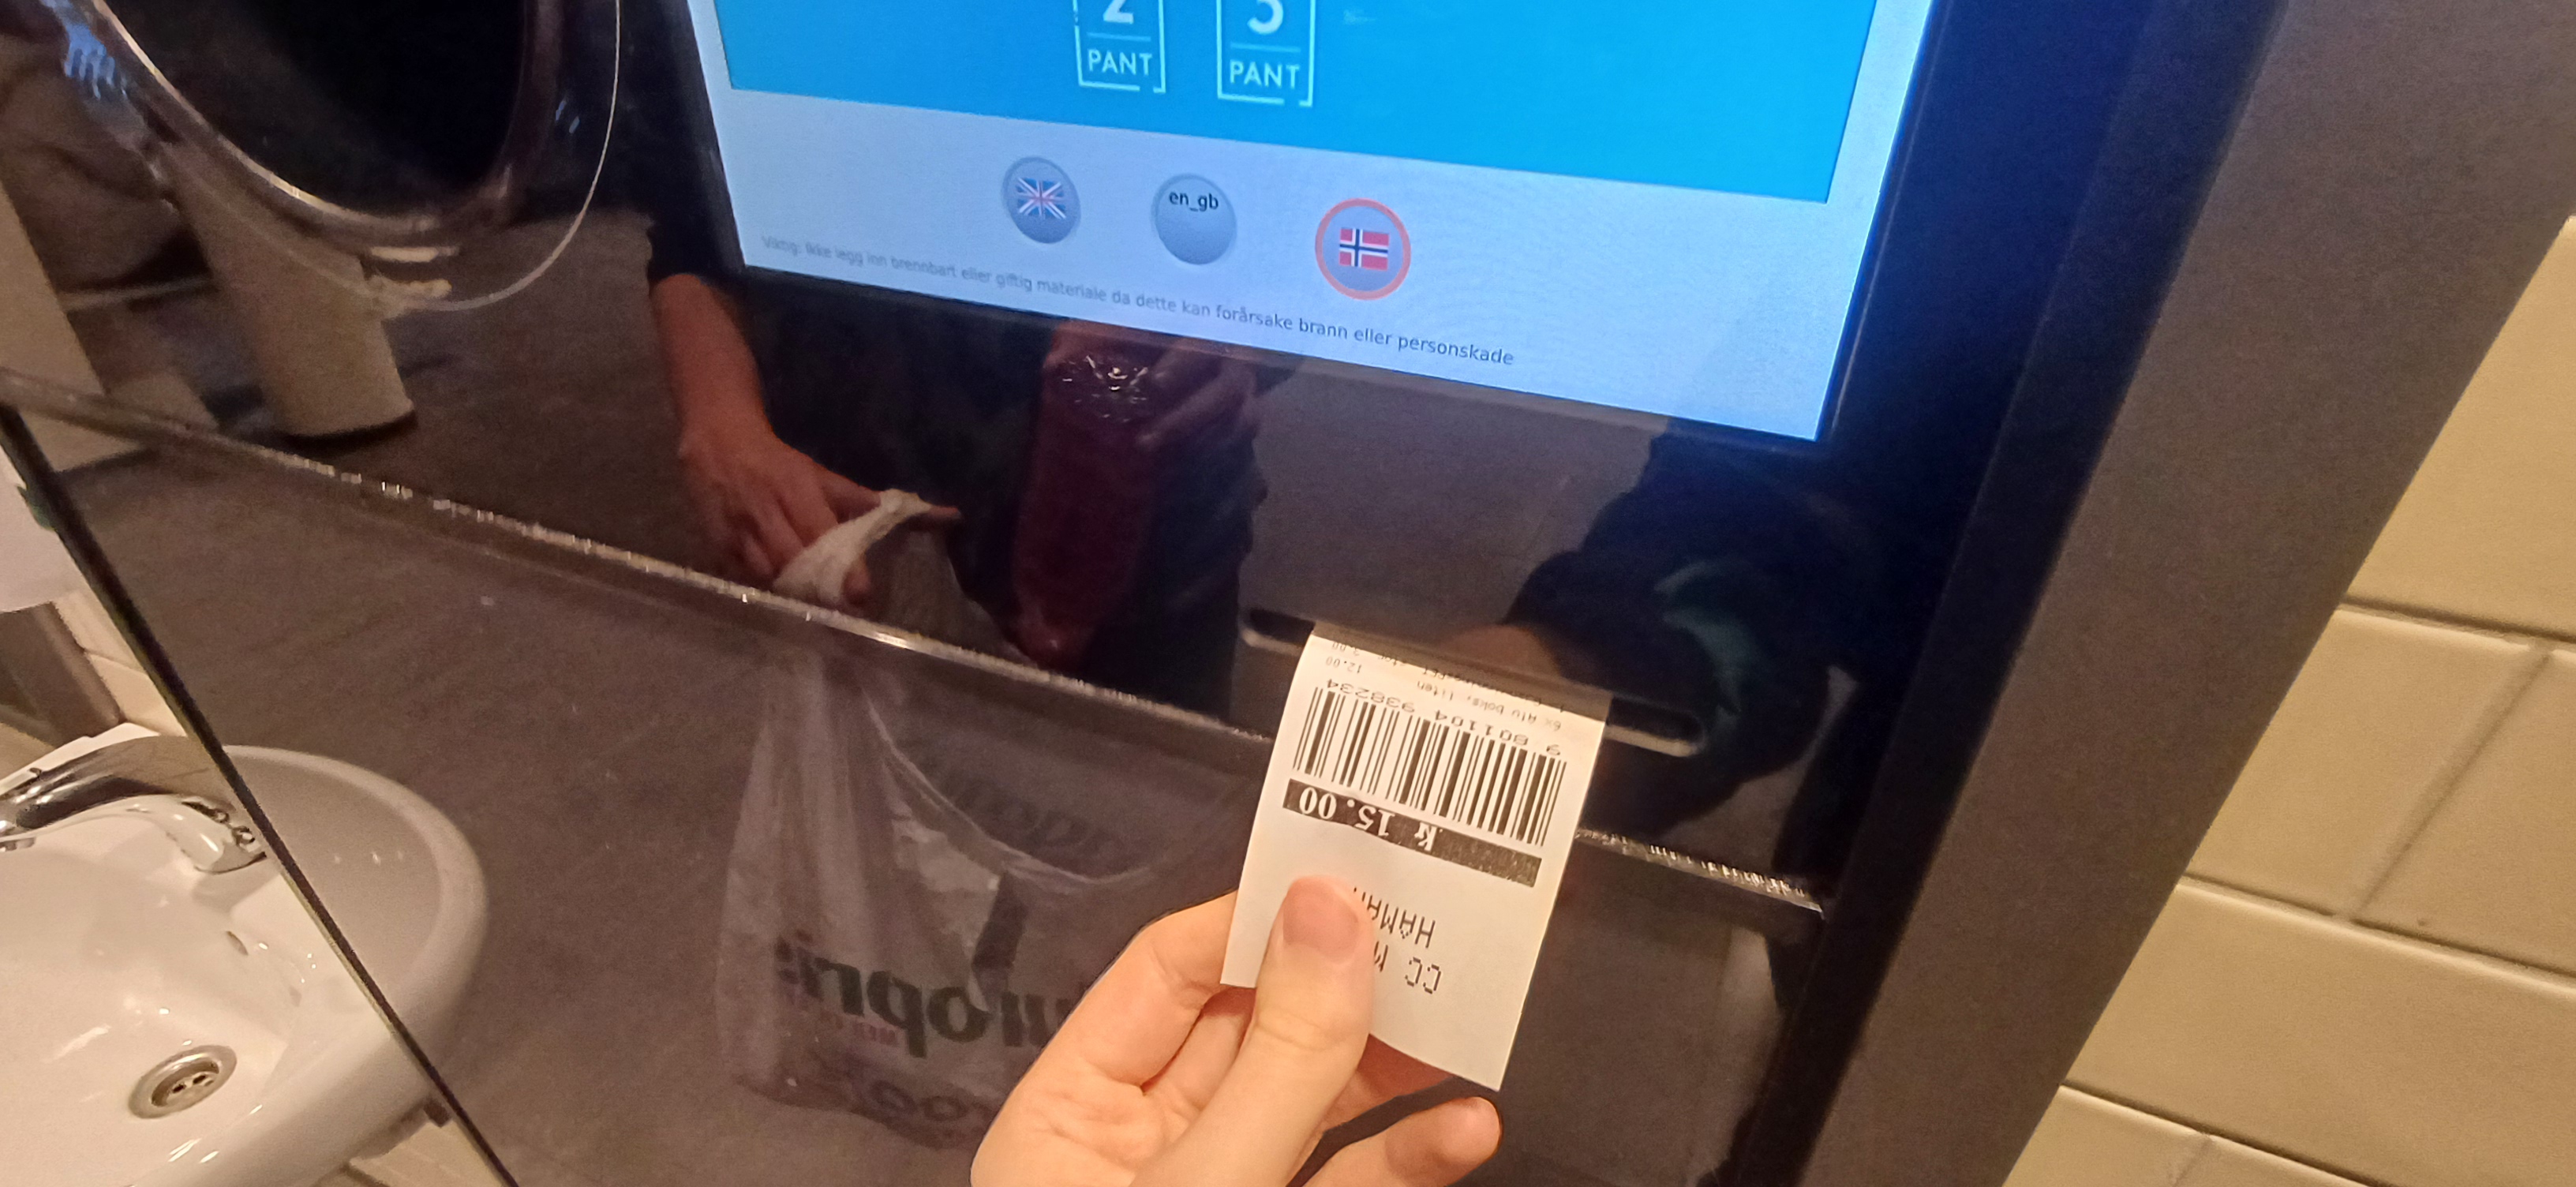 2 3
PANT PANT
en_gb
Viktig: Ikke legg inn brennbart eller giftig materiale da dette kan forårsake brann eller personskade
CC
HAMAR
K 15.00
9 801104 938234
6x Alu boks, liten 12.00